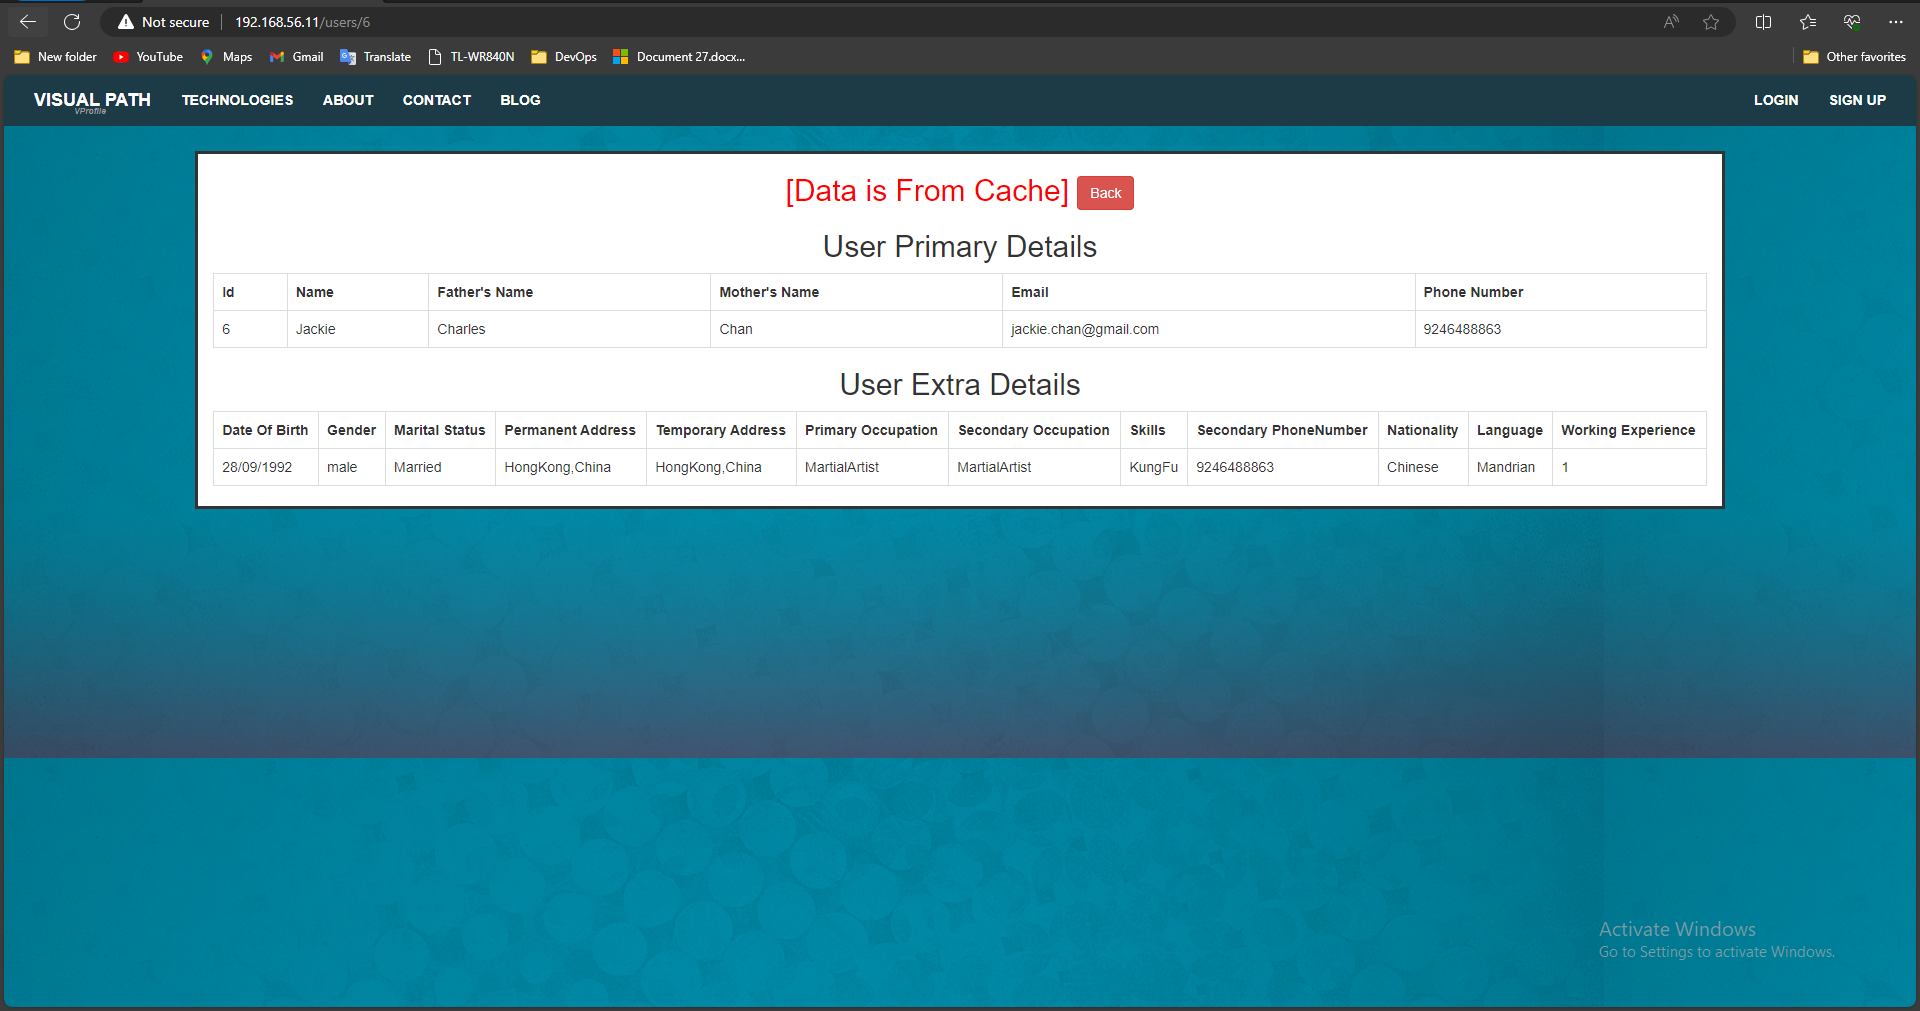 Not secure 192.168.56.11/users/6
New folder YouTube Maps Gmail Translate TL-WR840N DevOps Document 27.docx... Other favorites
VISUAL PATH TECHNOLOGIES ABOUT CONTACT BLOG LOGIN SIGN UP
VProfile
[Data is From Cache] Back
User Primary Details
Id Name Father's Name Mother's Name Email Phone Number
6 Jackie Charles Chan jackie.chan@gmail.com 9246488863
User Extra Details
Date Of Birth Gender Marital Status Permanent Address Temporary Address Primary Occupation Secondary Occupation Skills Secondary PhoneNumber Nationality Language Working Experience
28/09/1992 male Married HongKong,China HongKong,China MartialArtist MartialArtist KungFu 9246488863 Chinese Mandrian 1
Activate Windows
Go to Settings to activate Windows.